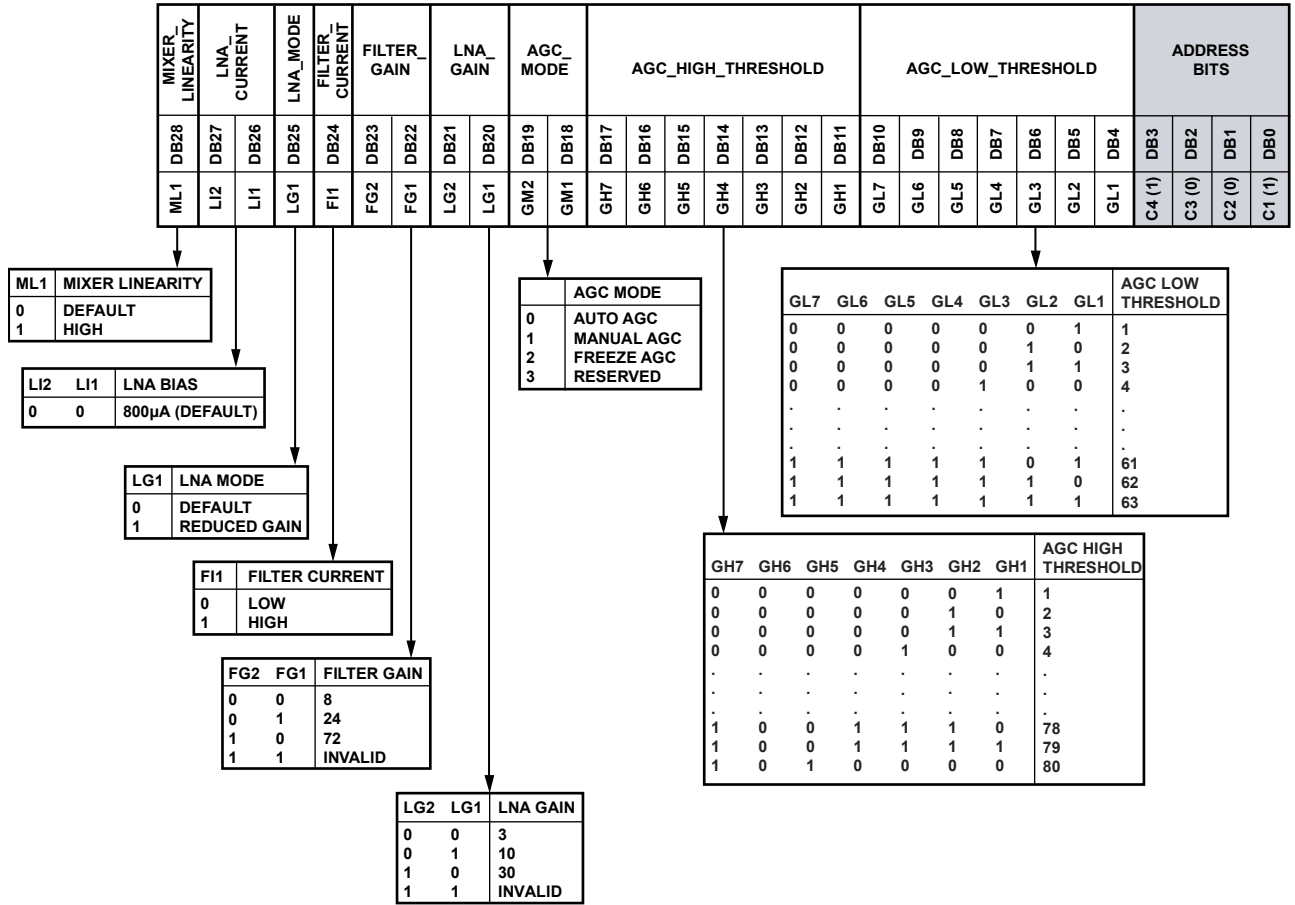 MIXER_
LINEARITY
LNA_
CURRENT
LNA_MODE
FILTER_
CURRENT
FILTER_
GAIN
LNA_
GAIN
AGC_
MODE
AGC_HIGH_THRESHOLD
AGC_LOW_THRESHOLD
ADDRESS
BITS
DB28 DB27 DB26 DB25 DB24 DB23 DB22 DB21 DB20 DB19 DB18 DB17 DB16 DB15 DB14 DB13 DB12 DB11 DB10 DB9 DB8 DB7 DB6 DB5 DB4 DB3 DB2 DB1 DB0
ML1 LI2 LI1 LG1 FI1 FG2 FG1 LG2 LG1 GM2 GM1 GH7 GH6 GH5 GH4 GH3 GH2 GH1 GL7 GL6 GL5 GL4 GL3 GL2 GL1 C4 (1) C3 (0) C2 (0) C1 (1)
ML1 MIXER LINEARITY
0 DEFAULT
1 HIGH
LI2 LI1 LNA BIAS
0 0 800µA (DEFAULT)
LG1 LNA MODE
0 DEFAULT
1 REDUCED GAIN
FI1 FILTER CURRENT
0 LOW
1 HIGH
FG2 FG1 FILTER GAIN
0 0 8
0 1 24
1 0 72
1 1 INVALID
LG2 LG1 LNA GAIN
0 0 3
0 1 10
1 0 30
1 1 INVALID
AGC MODE
0 AUTO AGC
1 MANUAL AGC
2 FREEZE AGC
3 RESERVED
GL7 GL6 GL5 GL4 GL3 GL2 GL1 AGC LOW
THRESHOLD
0 0 0 0 0 0 1 1
0 0 0 0 0 1 0 2
0 0 0 0 0 1 1 3
0 0 0 0 1 0 0 4
. . . . . . . .
. . . . . . . .
. . . . . . . .
1 1 1 1 1 0 1 61
1 1 1 1 1 1 0 62
1 1 1 1 1 1 1 63
GH7 GH6 GH5 GH4 GH3 GH2 GH1 AGC HIGH
THRESHOLD
0 0 0 0 0 0 1 1
0 0 0 0 0 1 0 2
0 0 0 0 0 1 1 3
0 0 0 0 1 0 0 4
. . . . . . . .
. . . . . . . .
. . . . . . . .
1 0 0 1 1 1 0 78
1 0 0 1 1 1 1 79
1 0 1 0 0 0 0 80